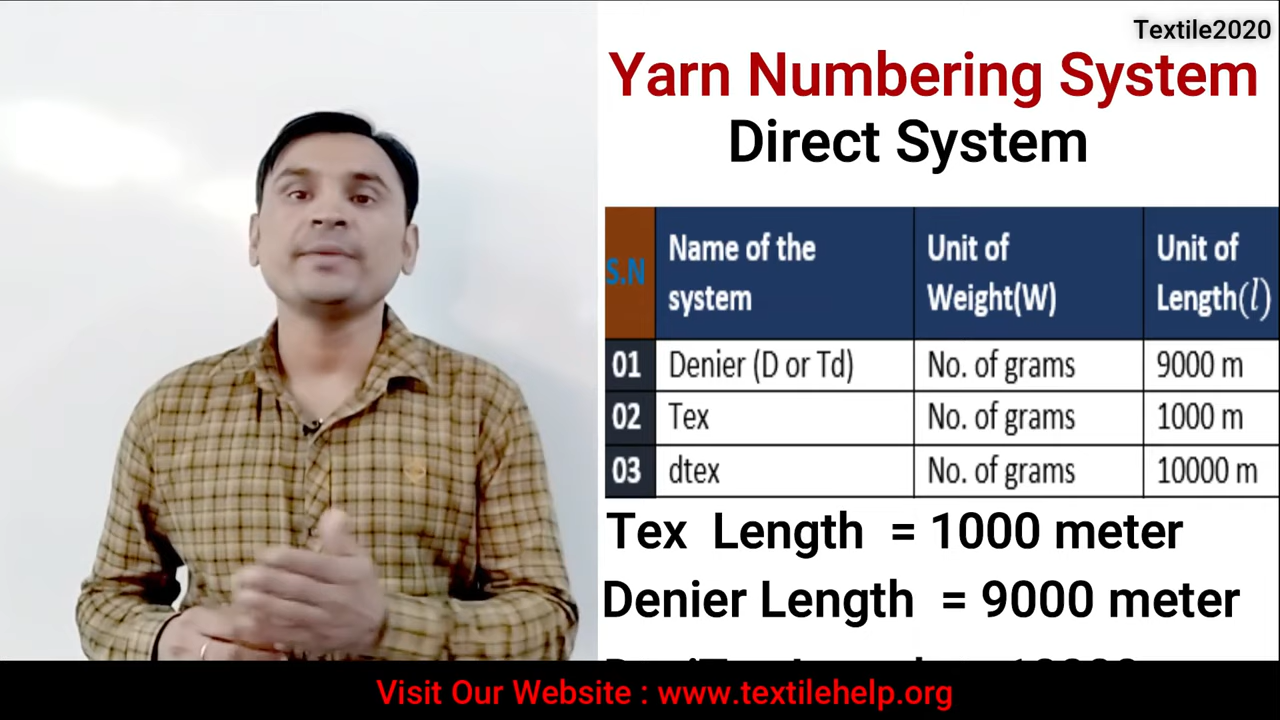 Textile2020
Yarn Numbering System
Direct System
S.N
Name of the system
Unit of Weight(W)
Unit of Length(l)
01 Denier (D or Td) No. of grams 9000 m
02 Tex No. of grams 1000 m
03 dtex No. of grams 10000 m
Tex Length = 1000 meter
Denier Length = 9000 meter
Visit Our Website : www.textilehelp.org